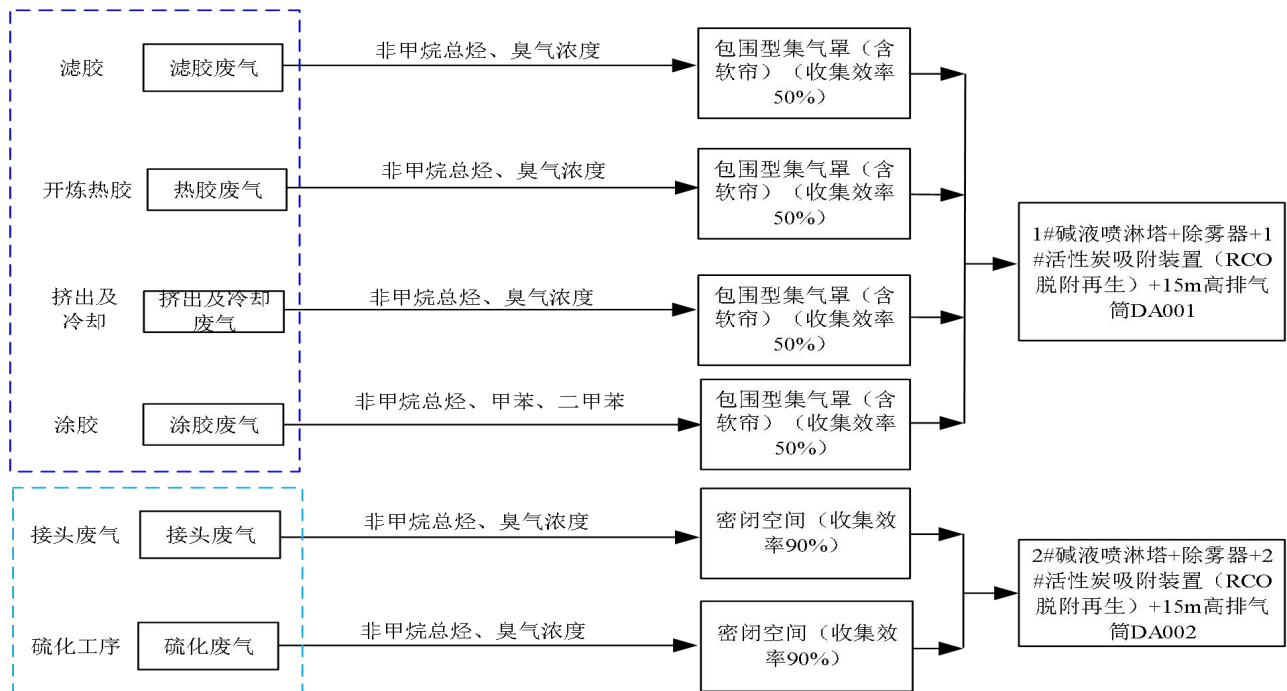 滤胶
滤胶废气
非甲烷总烃、臭气浓度
包围型集气罩（含
软帘）（收集效率
50%）
开炼热胶
热胶废气
非甲烷总烃、臭气浓度
包围型集气罩（含
软帘）（收集效率
50%）
挤出及
冷却
挤出及冷却
废气
非甲烷总烃、臭气浓度
包围型集气罩（含
软帘）（收集效率
50%）
涂胶
涂胶废气
非甲烷总烃、甲苯、二甲苯
包围型集气罩（含
软帘）（收集效率
50%）
1#碱液喷淋塔+除雾器+1
#活性炭吸附装置（RCO
脱附再生）+15m高排气
筒DA001
接头废气
接头废气
非甲烷总烃、臭气浓度
密闭空间（收集效
率90%）
硫化工序
硫化废气
非甲烷总烃、臭气浓度
密闭空间（收集效
率90%）
2#碱液喷淋塔+除雾器+2
#活性炭吸附装置（RCO
脱附再生）+15m高排气
筒DA002